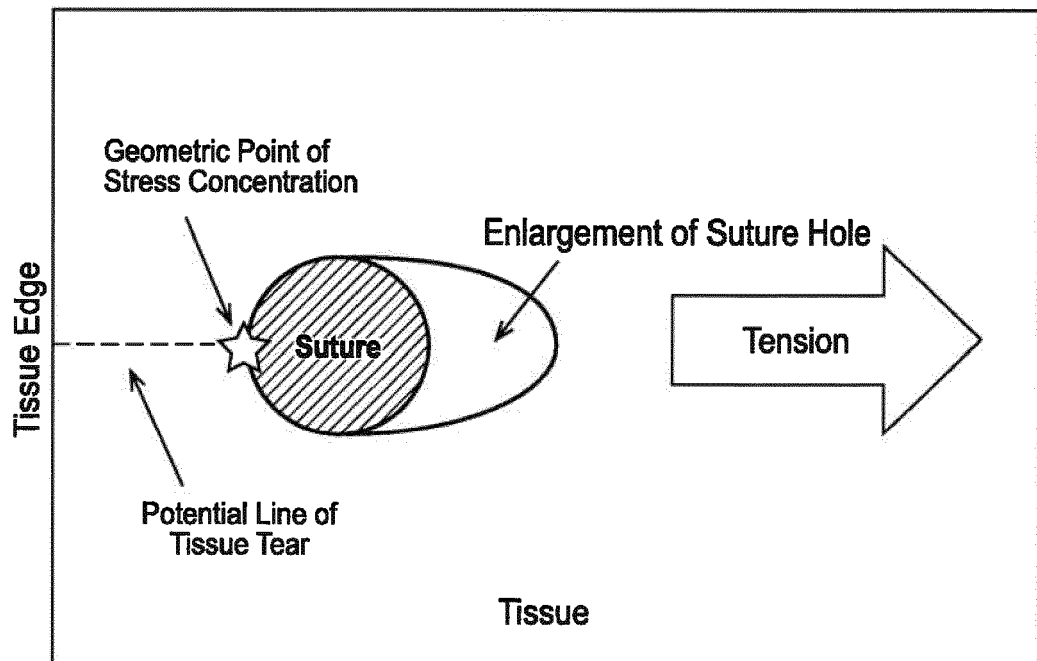 Geometric Point of
Stress Concentration
Enlargement of Suture Hole
Tissue Edge
Suture
Tension
Potential Line of
Tissue Tear
Tissue